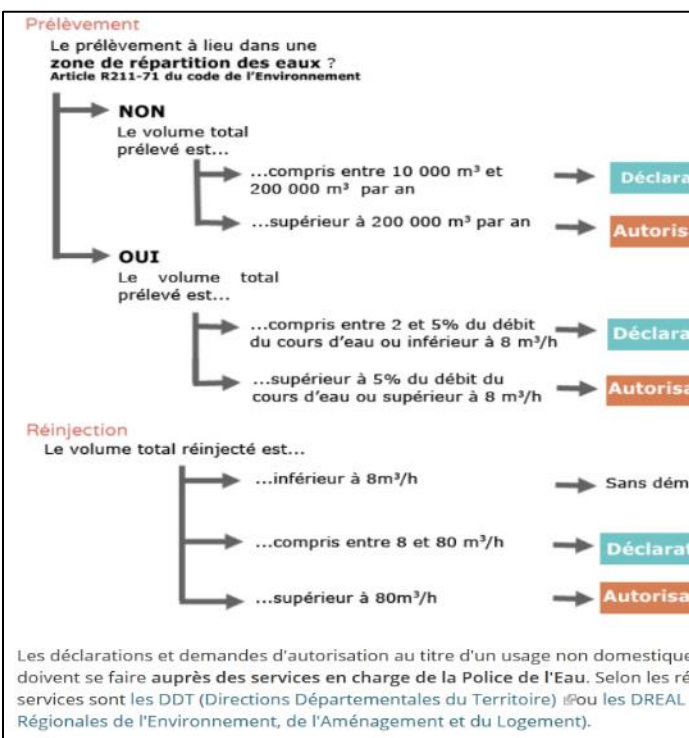 Prélèvement
Le prélèvement à lieu dans une
zone de répartition des eaux ?
Article R211-71 du code de l'Environnement
NON
Le volume total
prélevé est...
...compris entre 10 000 m³ et
200 000 m³ par an
Déclara
...supérieur à 200 000 m³ par an
Autoris
OUI
Le volume total
prélevé est...
...compris entre 2 et 5% du débit
du cours d'eau ou inférieur à 8 m³/h
Déclara
...supérieur à 5% du débit du
cours d'eau ou supérieur à 8 m³/h
Autorisa
Réinjection
Le volume total réinjecté est...
...inférieur à 8m³/h
Sans dém
...compris entre 8 et 80 m³/h
Déclarat
...supérieur à 80m³/h
Autorisa
Les déclarations et demandes d'autorisation au titre d'un usage non domestique
doivent se faire auprès des services en charge de la Police de l'Eau. Selon les ré
services sont les DDT (Directions Départementales du Territoire) ou les DREAL
Régionales de l'Environnement, de l'Aménagement et du Logement).